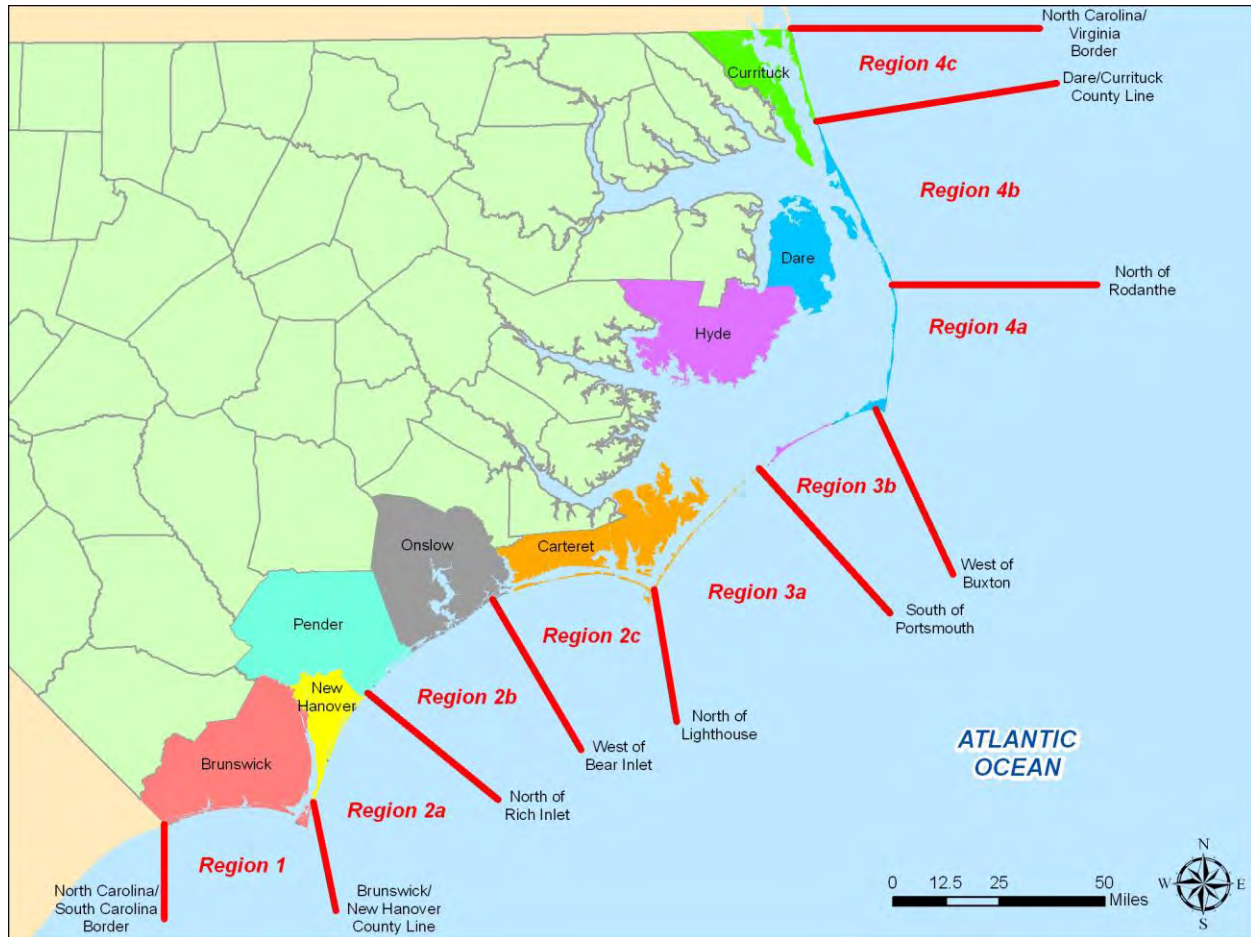 North Carolina/
Virginia
Border
Region 4c
Currituck
Dare/Currituck
County Line
Region 4b
Dare
North of
Rodanthe
Hyde
Region 4a
Region 3b
West of
Buxton
Onslow
Carteret
Region 3a
South of
Portsmouth
Pender
Region 2c
North of
Lighthouse
New
Hanover
Region 2b
West of
Bear Inlet
Brunswick
North of
Rich Inlet
Region 2a
ATLANTIC
OCEAN
Region 1
North Carolina/
South Carolina
Border
Brunswick/
New Hanover
County Line
N
W E
S
0 12.5 25 50
Miles